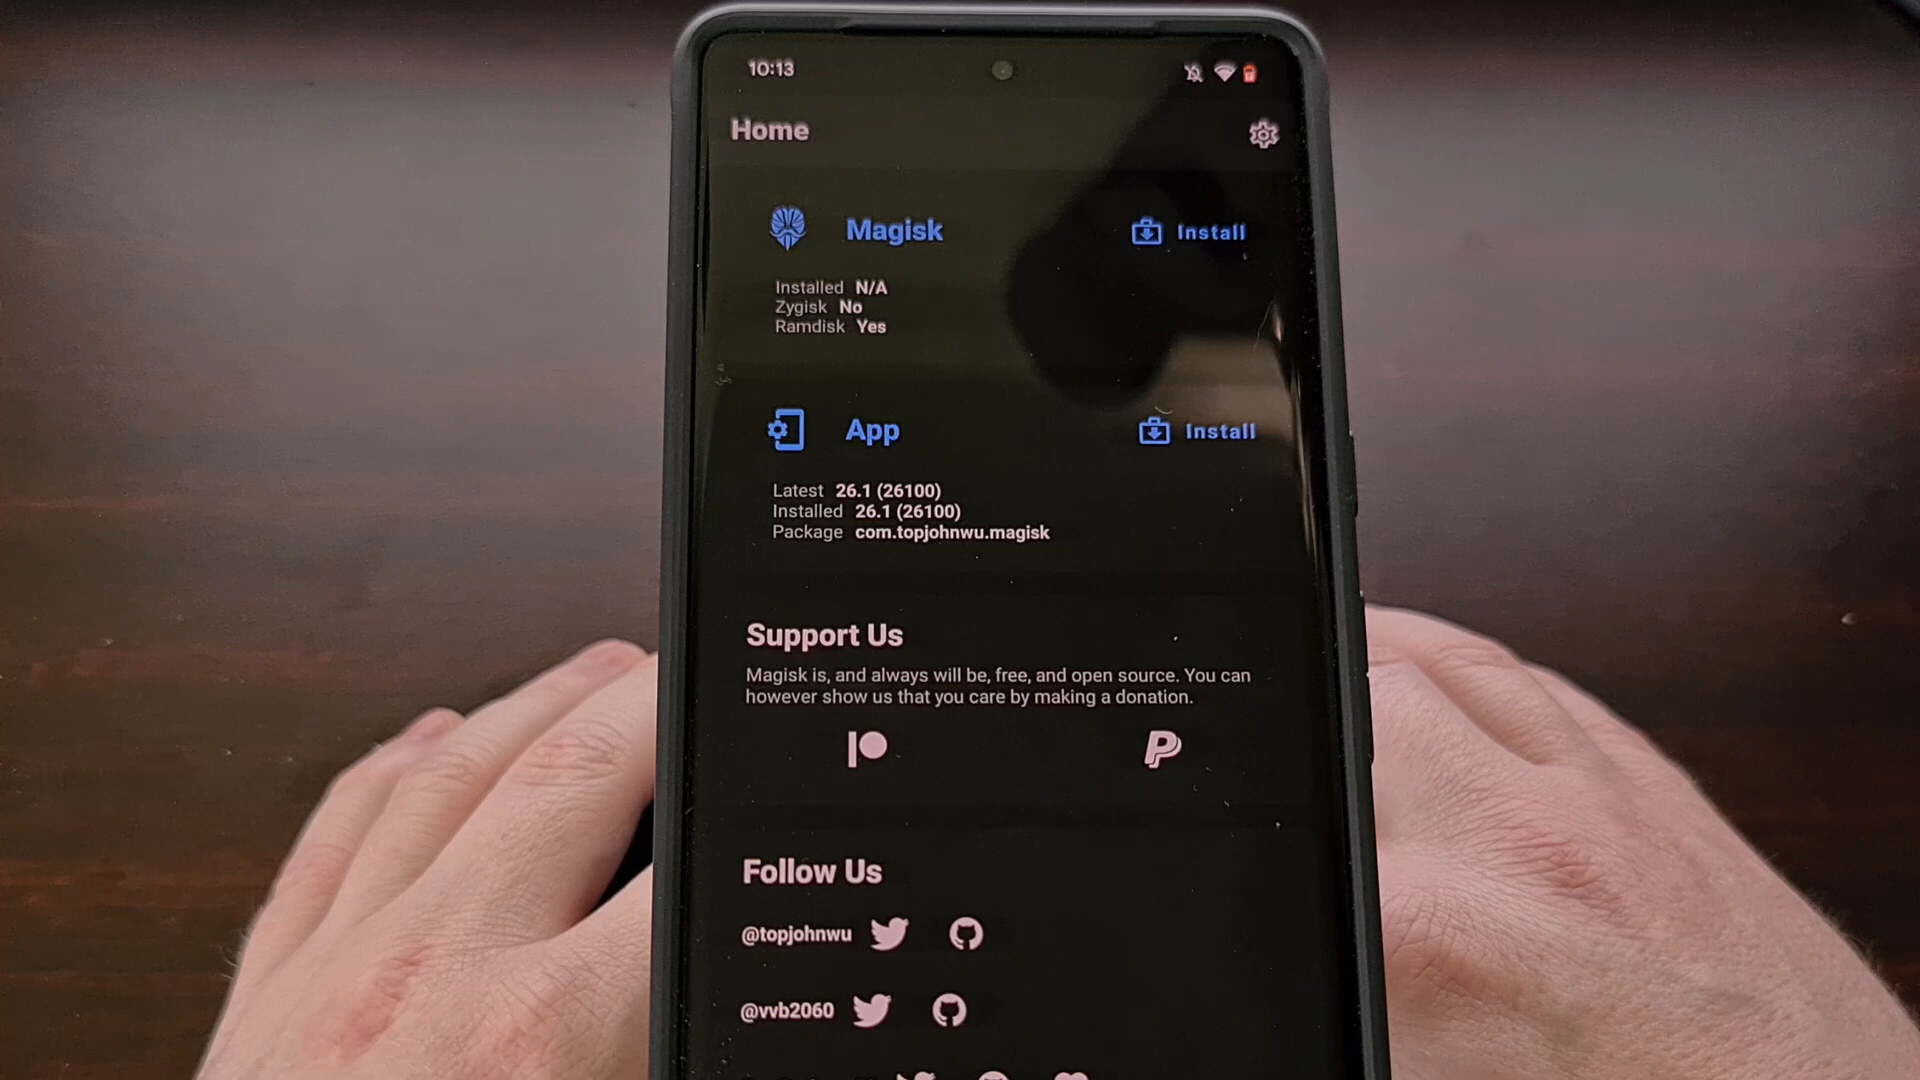 10:13
Home
Magisk
Install
Installed N/A
Zygisk No
Ramdisk Yes
App
Install
Latest 26.1 (26100)
Installed 26.1 (26100)
Package com.topjohnwu.magisk
Support Us
Magisk is, and always will be, free, and open source. You can
however show us that you care by making a donation.
Follow Us
@topjohnwu
@vvb2060